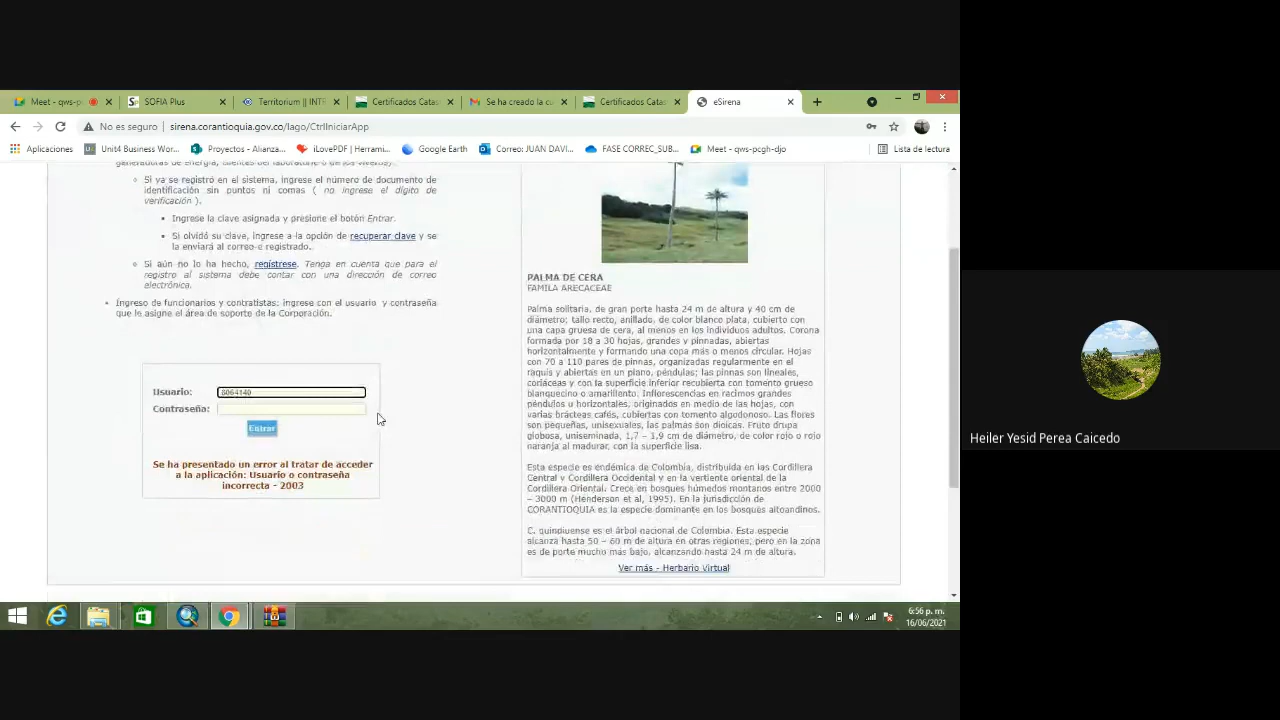 Meet - qws-p
SOFIA Plus
Territorium || INTE
Certificados Catas
Se ha creado la cu
Certificados Catas
eSirena
No es seguro
sirena.corantioquia.gov.co/lago/CtrlIniciarApp
Aplicaciones
Unit4 Business Wor...
Proyectos - Alianza...
iLovePDF | Herrami...
Google Earth
Correo: JUAN DAVI...
FASE CORREC_SUB...
Meet - qws-pcgh-djo
Lista de lectura
generadoras de energía, clientes del laboratorio o de los viveros)
Si ya se registró en el sistema, ingrese el número de documento de
identificación sin puntos ni comas ( no ingrese el dígito de
verificación ).
Ingrese la clave asignada y presione el botón Entrar.
Si olvidó su clave, ingrese a la opción de recuperar clave y se
la enviará al correo-e registrado.
Si aún no lo ha hecho, regístrese. Tenga en cuenta que para el
registro al sistema debe contar con una dirección de correo
electrónica.
Ingreso de funcionarios y contratistas: ingrese con el usuario y contraseña
que le asigne el área de soporte de la Corporación.
Usuario: 8064140
Contraseña:
Entrar
Se ha presentado un error al tratar de acceder
a la aplicación: Usuario o contraseña
incorrecta - 2003
PALMA DE CERA
FAMILA ARECACEAE
Palma solitaria, de gran porte hasta 24 m de altura y 40 cm de
diámetro; tallo recto, anillado, de color blanco plata, cubierto con
una capa gruesa de cera, al menos en los individuos adultos. Corona
formada por 18 a 30 hojas, grandes y pinnadas, abiertas
horizontalmente y formando una copa más o menos circular. Hojas
con 70 a 110 pares de pinnas, organizadas regularmente en el
raquis y abiertas en un plano, péndulas; las pinnas son lineales,
coriáceas y con la superficie inferior recubierta con tomento grueso
blanquecino o amarillento. Inflorescencias en racimos grandes
péndulos u horizontales, originados en medio de las hojas, con
varias brácteas cafés, cubiertas con tomento algodonoso. Las flores
son pequeñas, unisexuales, las palmas son dioicas. Fruto drupa
globosa, uniseminada, 1,7 – 1,9 cm de diámetro, de color rojo o rojo
naranja al madurar, con la superficie lisa.
Esta especie es endémica de Colombia, distribuida en las Cordillera
Central y Cordillera Occidental y en la vertiente oriental de la
Cordillera Oriental. Crece en bosques húmedos montanos entre 2000
– 3000 m (Henderson et al, 1995). En la jurisdicción de
CORANTIOQUIA es la especie dominante en los bosques altoandinos.
C. quindiuense es el árbol nacional de Colombia. Esta especie
alcanza hasta 50 – 60 m de altura en otras regiones, pero en la zona
es de porte mucho más bajo, alcanzando hasta 24 m de altura.
Ver más - Herbario Virtual
6:56 p. m.
16/06/2021
Heiler Yesid Perea Caicedo